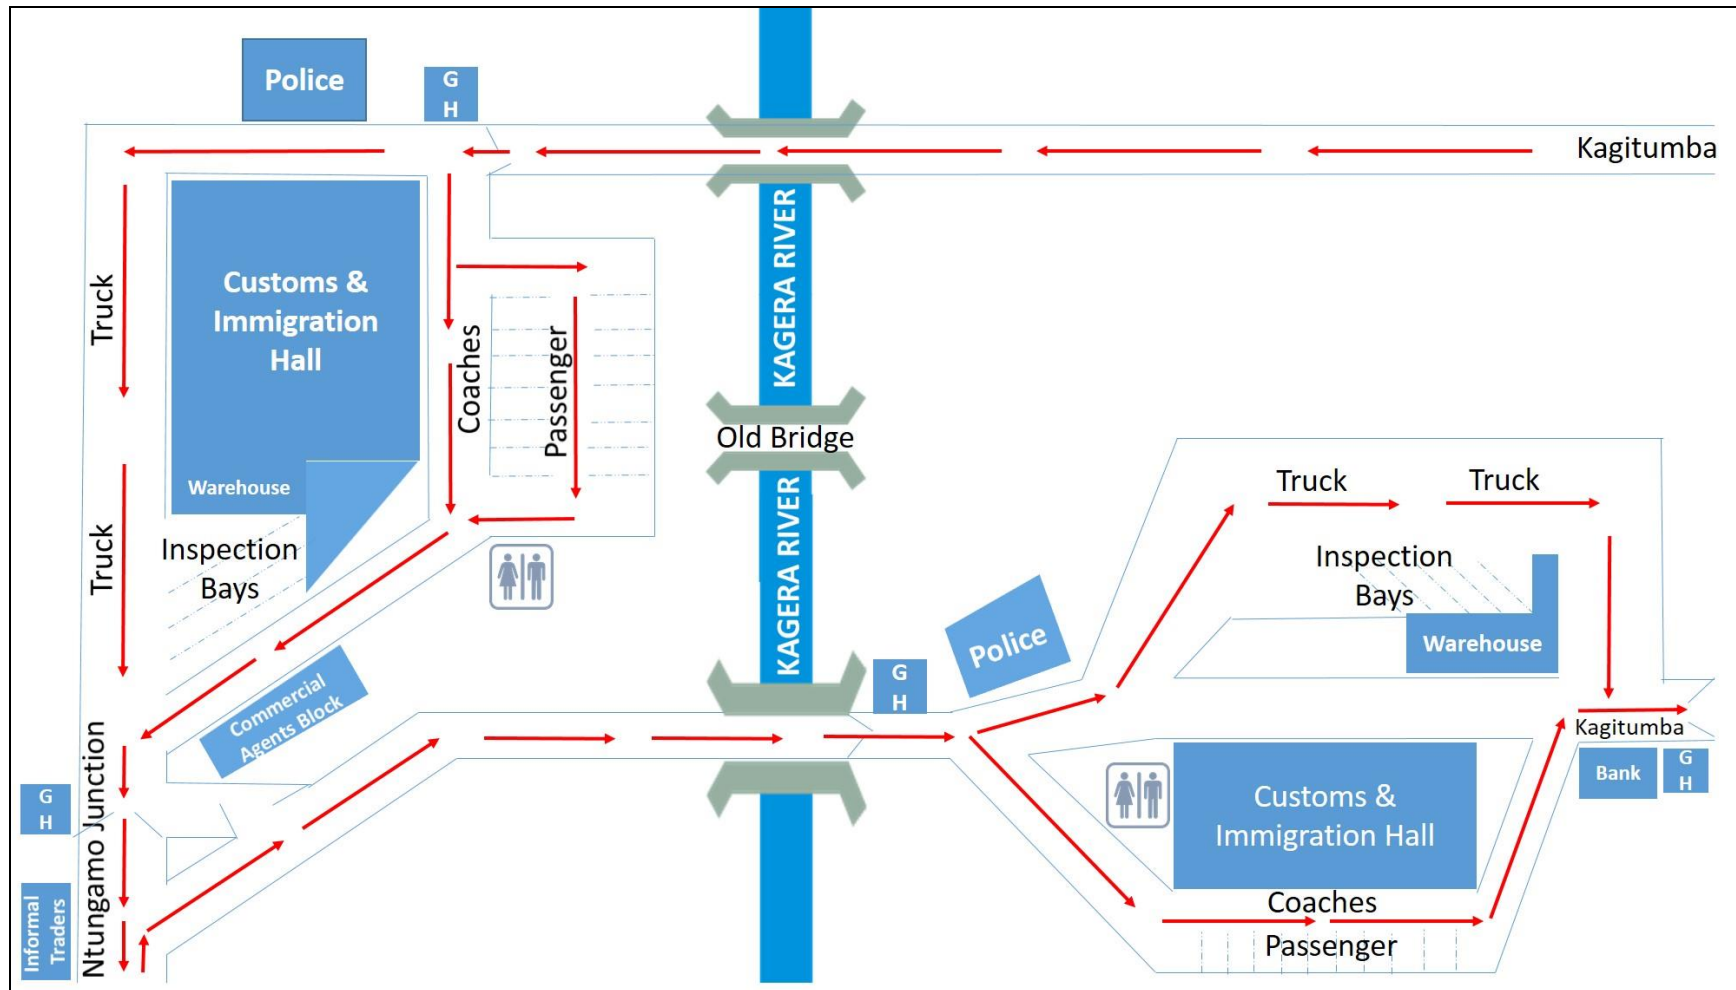 Police
G
H
Kagitumba
Customs &
Immigration
Hall
Truck
Coaches
Passenger
KAGERA RIVER
Old Bridge
Warehouse
Truck
Inspection
Bays
KAGERA RIVER
Truck
Truck
Inspection
Bays
Warehouse
Police
G
H
Commercial
Agents Block
Ntungamo Junction
G
H
Informal
Traders
Kagitumba
Bank
G
H
Customs &
Immigration Hall
Coaches
Passenger